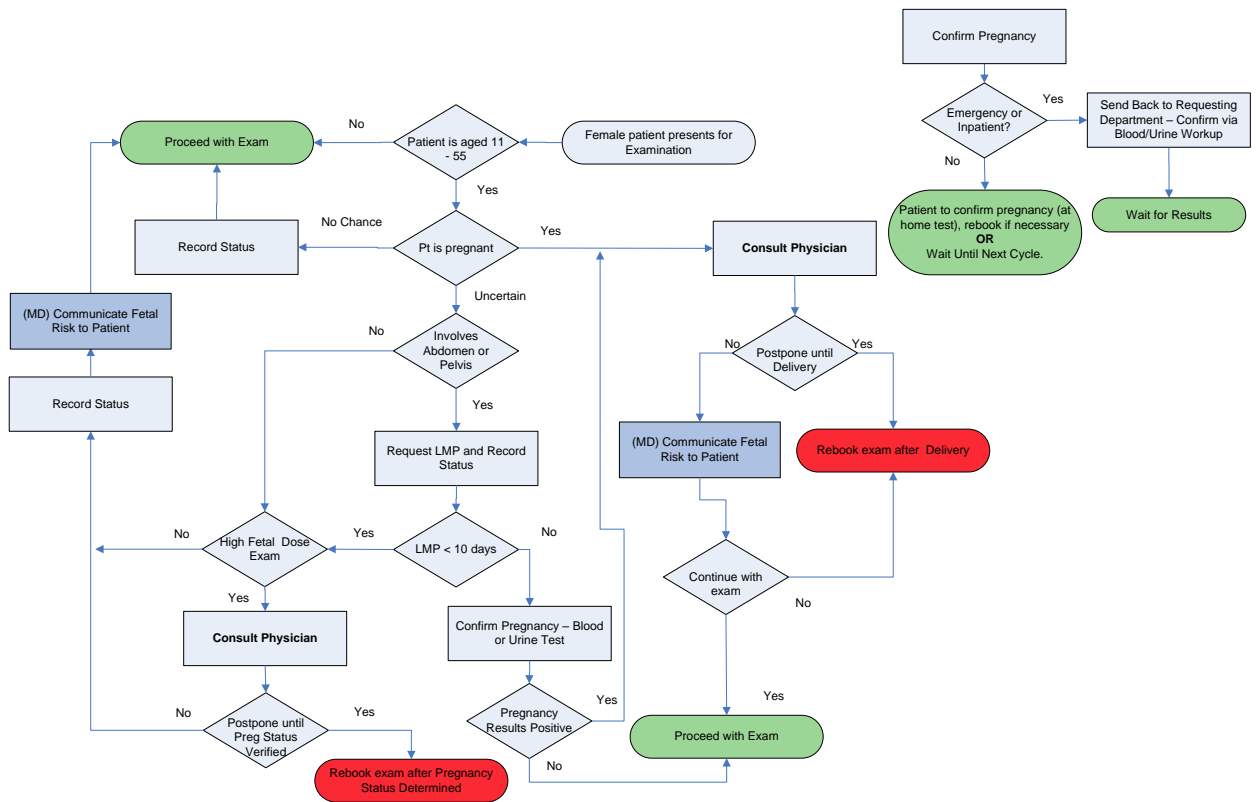 Confirm Pregnancy
Emergency or
Inpatient?
Yes
Send Back to Requesting
Department – Confirm via
Blood/Urine Workup
No
Wait for Results
Patient to confirm pregnancy (at
home test), rebook if necessary
OR
Wait Until Next Cycle.
Female patient presents for
Examination
Patient is aged 11
- 55
No
Proceed with Exam
Yes
Pt is pregnant
No Chance
Record Status
Yes
Consult Physician
Uncertain
(MD) Communicate Fetal
Risk to Patient
Record Status
Involves
Abdomen or
Pelvis
No
Yes
Request LMP and Record
Status
LMP < 10 days
Yes
No
High Fetal  Dose
Exam
No
Yes
Consult Physician
Postpone until
Preg Status
Verified
No
Yes
Rebook exam after Pregnancy
Status Determined
Confirm Pregnancy – Blood
or Urine Test
Pregnancy
Results Positive
Yes
No
Postpone until
Delivery
No
Yes
(MD) Communicate Fetal
Risk to Patient
Rebook exam after  Delivery
Continue with
exam
No
Yes
Proceed with Exam